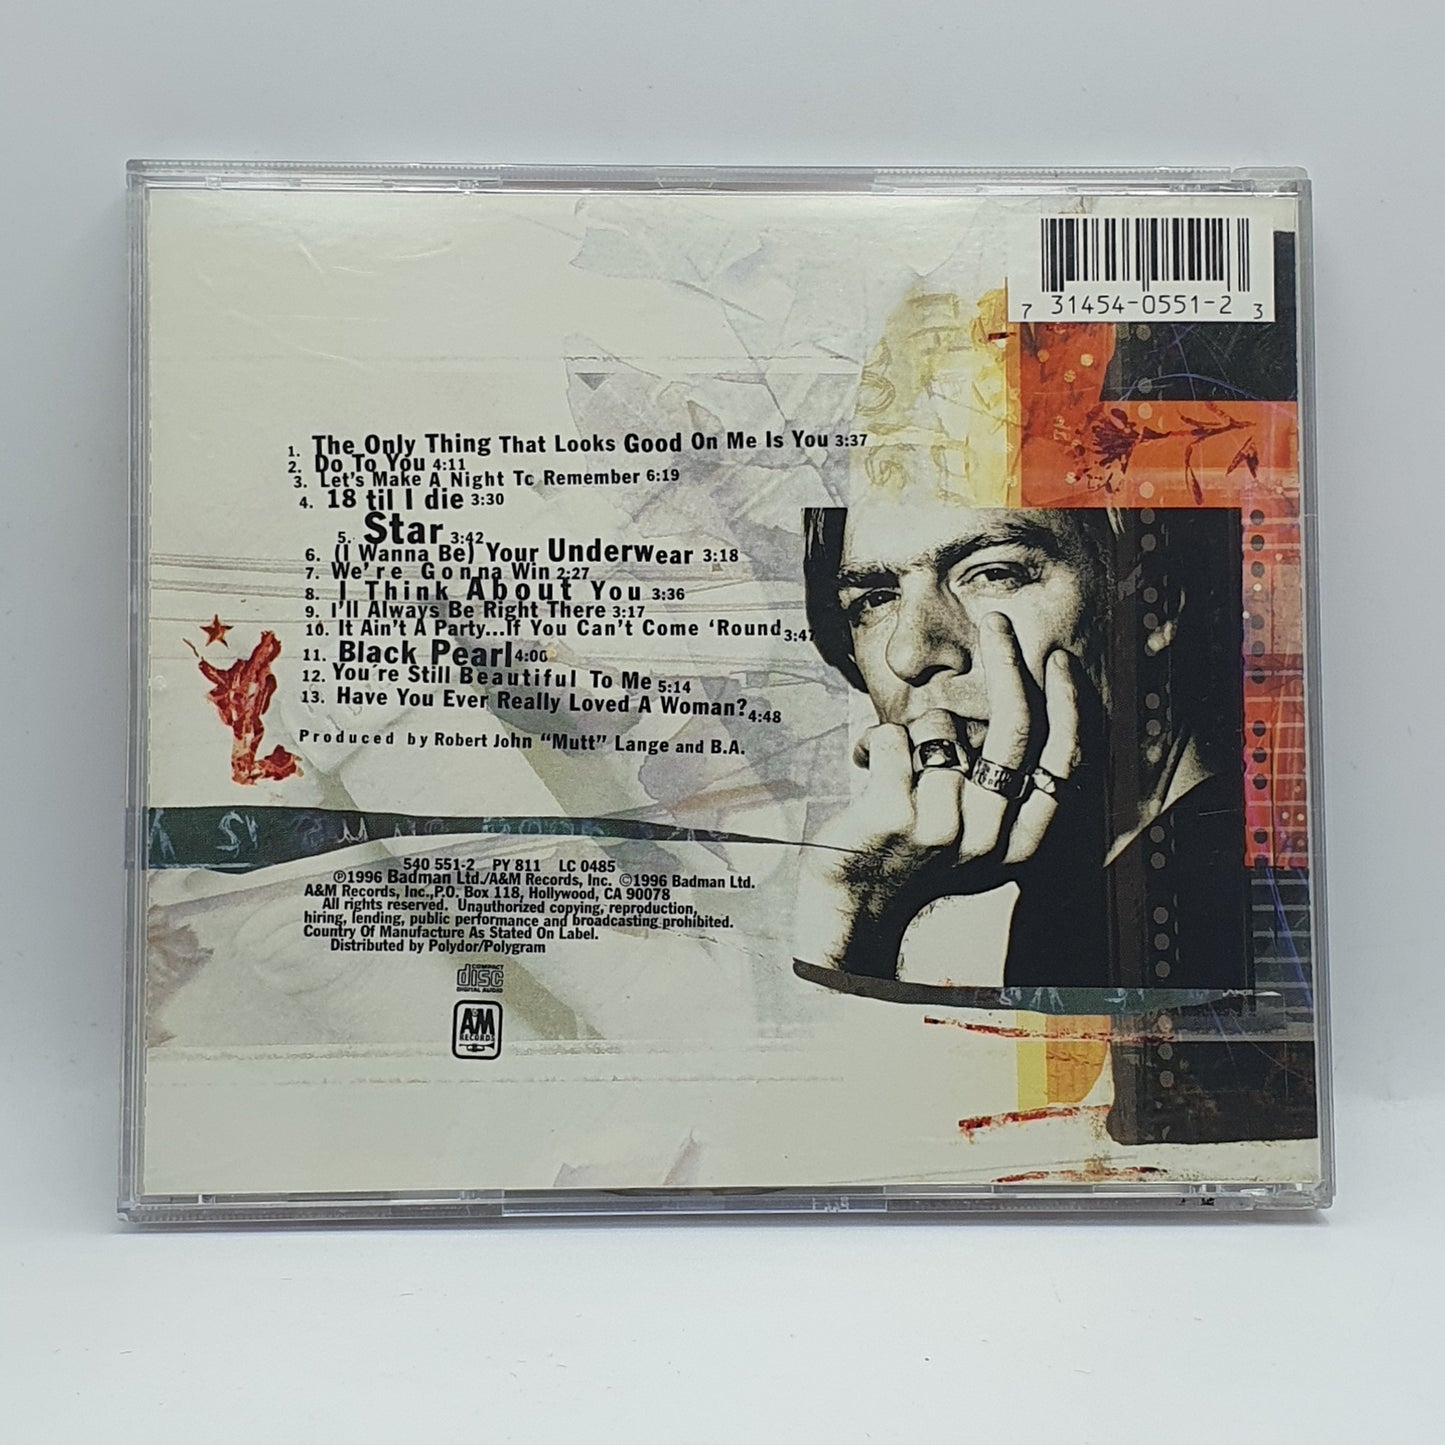 7 31454-0551-2 3
1. The Only Thing That Looks Good On Me Is You 3:37
2. Do To You 4:11
3. Let's Make A Night To Remember 6:19
4. 18 til I die 3:30
5. Star 3:42
6. (I Wanna Be) Your Underwear 3:18
7. We're Gonna Win 2:27
8. I Think About You 3:36
9. I'll Always Be Right There 3:17
10. It Ain't A Party...If You Can't Come 'Round 3:47
11. Black Pearl 4:00
12. You're Still Beautiful To Me 5:14
13. Have You Ever Really Loved A Woman? 4:48
Produced by Robert John "Mutt" Lange and B.A.
540 551-2 PY 811 LC 0485
℗1996 Badman Ltd./A&M Records, Inc. ©1996 Badman Ltd.
A&M Records, Inc.,P.O. Box 118, Hollywood, CA 90078
All rights reserved. Unauthorized copying, reproduction,
hiring, lending, public performance and broadcasting prohibited.
Country Of Manufacture As Stated On Label.
Distributed by Polydor/Polygram
COMPACT
disc
DIGITAL AUDIO
A&M
RECORDS